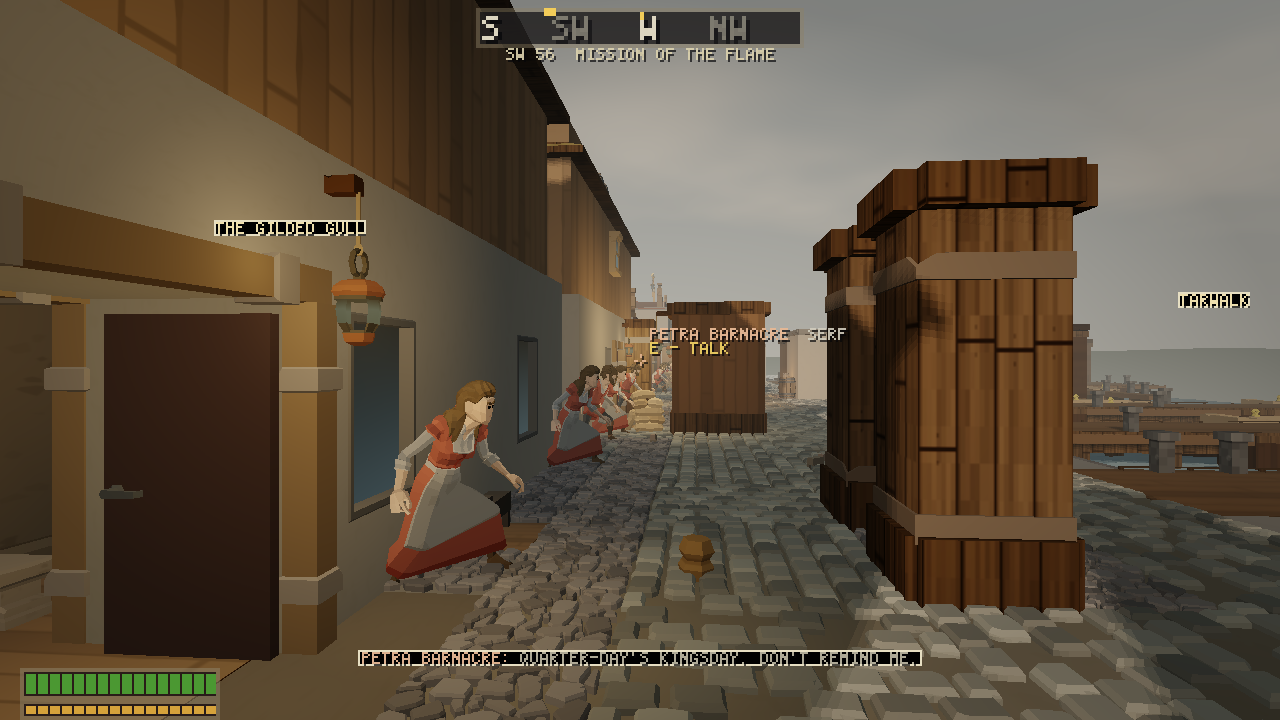 S SW W NW
SW 56 MISSION OF THE FLAME
THE GILDED GULL
TARWALK
PETRA BARNACRE SERF
E - TALK
PETRA BARNACRE: QUARTER-DAY'S KINGSDAY. DON'T REMIND ME.